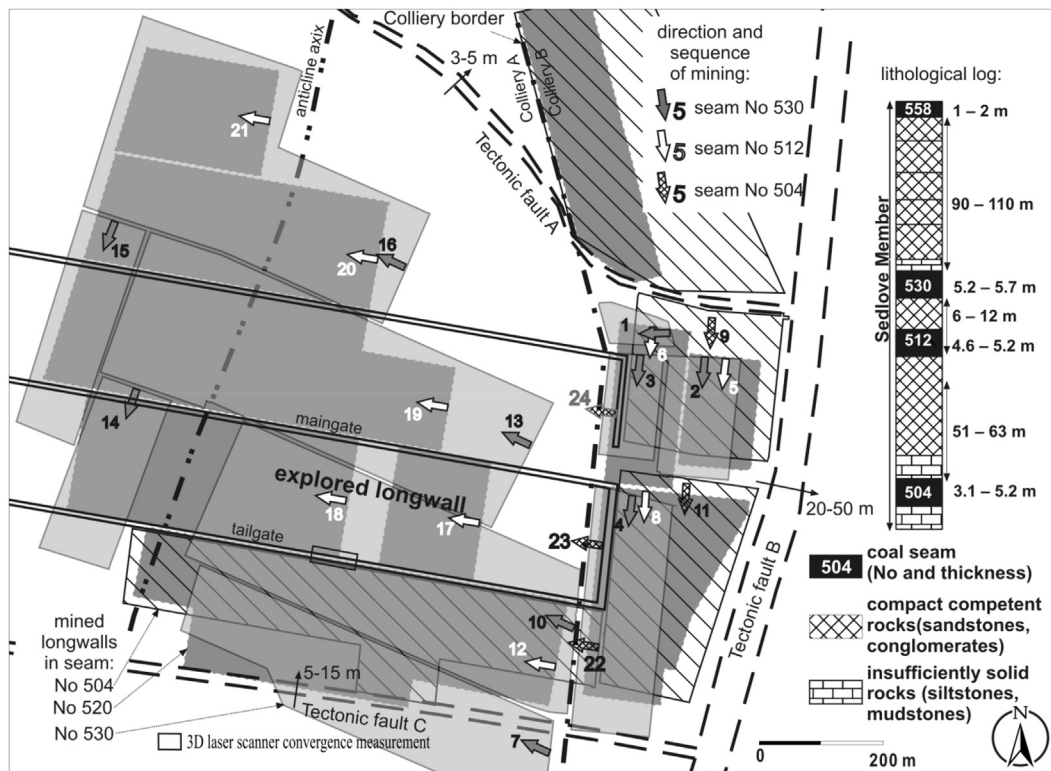 Colliery border
3-5 m
Colliery A
Colliery B
anticline axix
Tectonic fault A
direction and
sequence
of mining:
5 seam No 530
5 seam No 512
5 seam No 504
lithological log:
558
1 – 2 m
90 – 110 m
530
5.2 – 5.7 m
6 – 12 m
512
4.6 – 5.2 m
51 – 63 m
504
3.1 – 5.2 m
Sedlove Member
21
15
20
16
1
6
9
3
2
5
24
19
13
14
maingate
explored longwall
18
17
4
8
11
20-50 m
tailgate
23
Tectonic fault B
10
12
22
mined
longwalls
in seam:
No 504
No 520
No 530
5-15 m
Tectonic fault C
7
3D laser scanner convergence measurement
504
coal seam
(No and thickness)
compact competent
rocks(sandstones,
conglomerates)
insufficiently solid
rocks (siltstones,
mudstones)
N
0
200 m